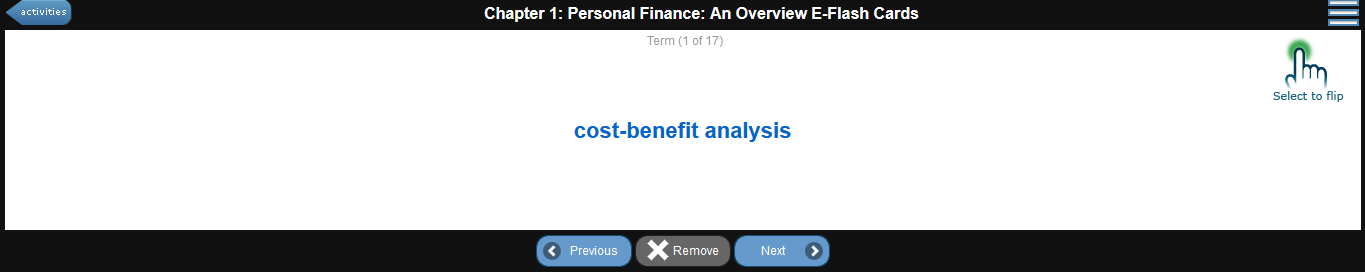 activities
Chapter 1: Personal Finance: An Overview E-Flash Cards
Term (1 of 17)
Select to flip
cost-benefit analysis
Previous
Remove
Next